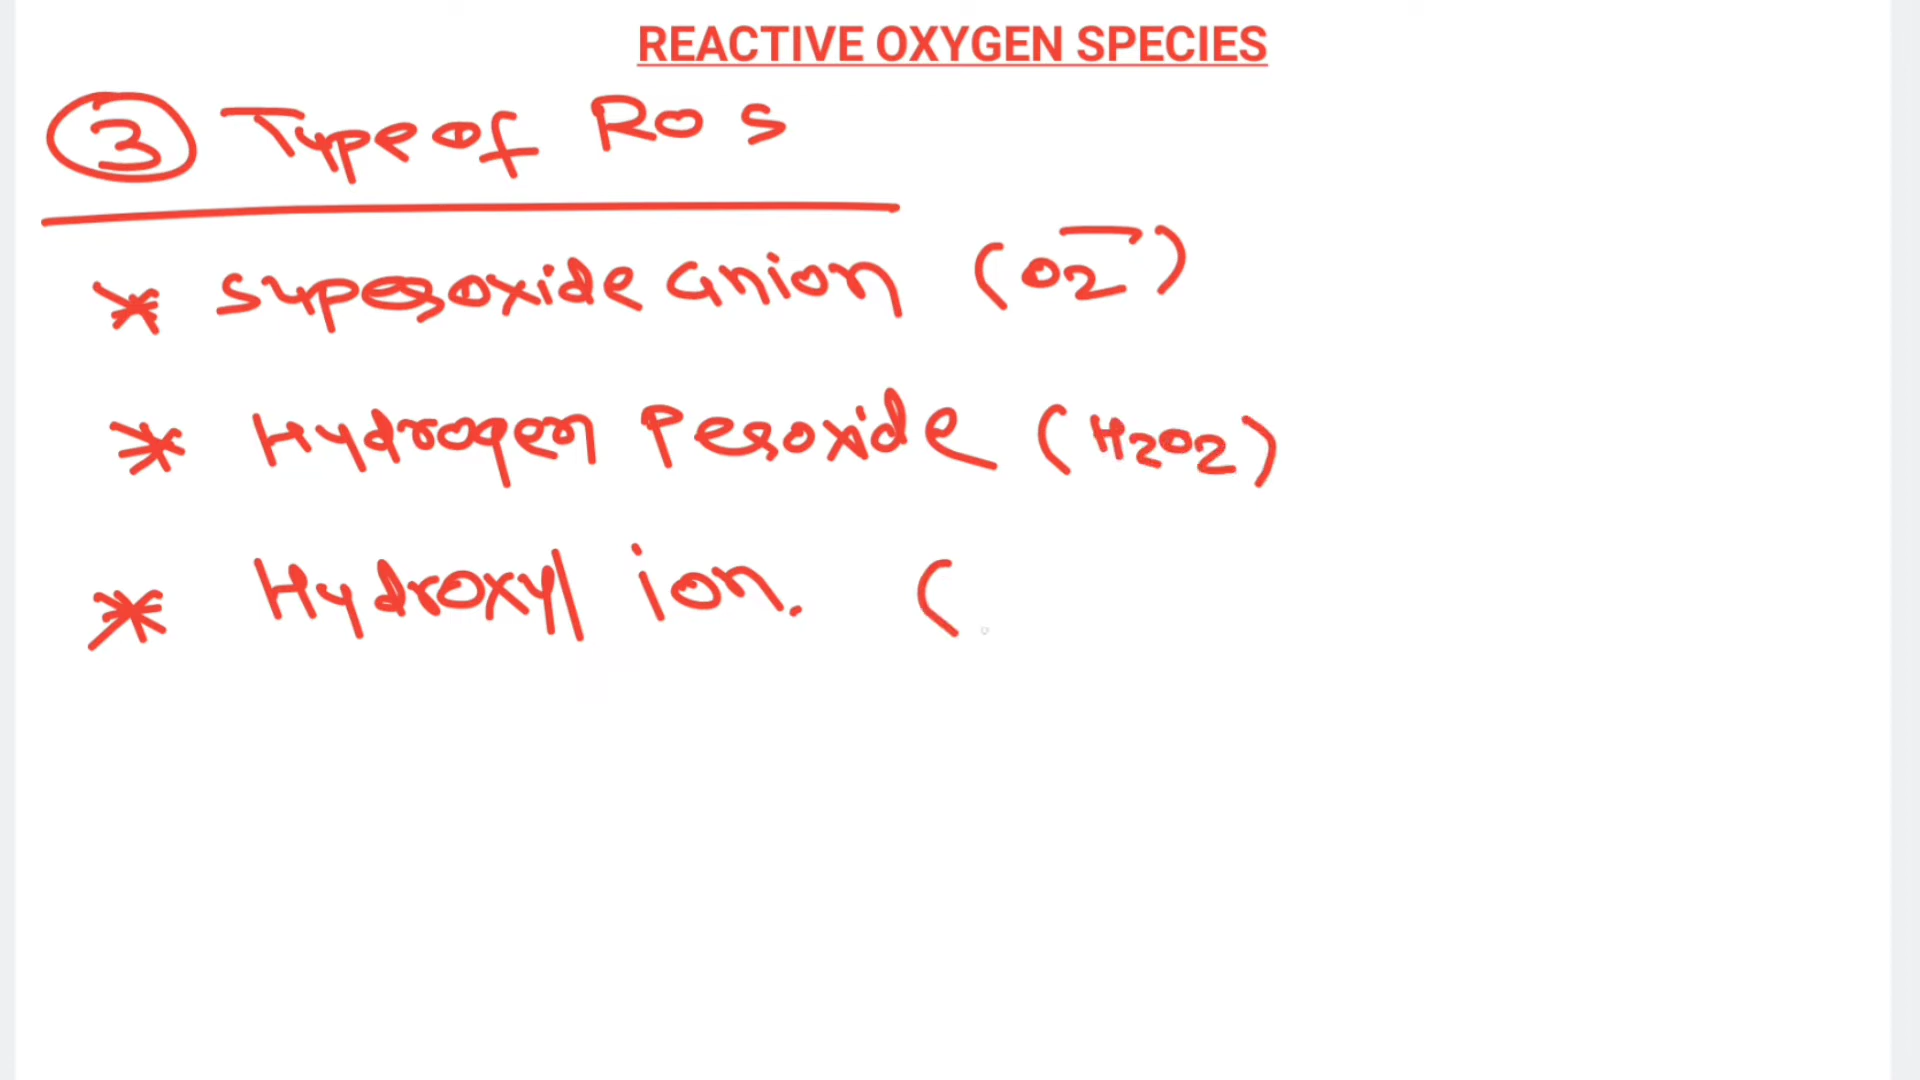 REACTIVE OXYGEN SPECIES
3 Type of ROS
* Superoxide anion (O2‾)
* Hydrogen Peroxide (H2O2)
* Hydroxyl ion. (